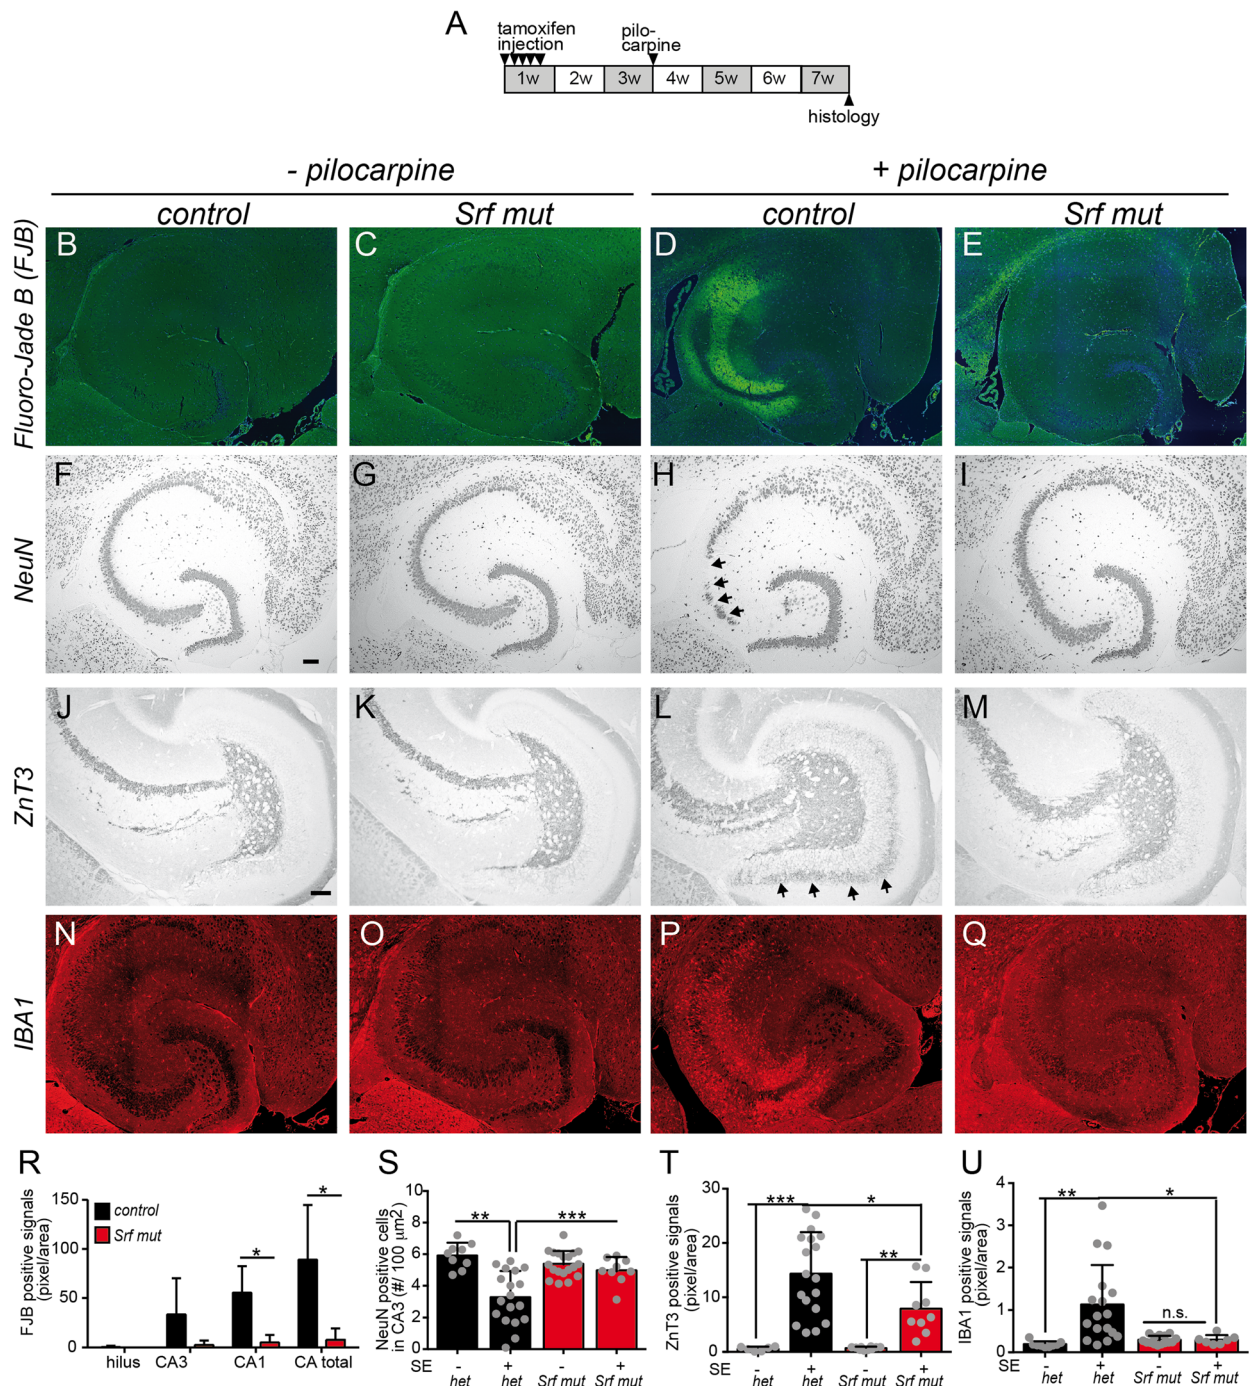 A
tamoxifen
injection
pilo-
carpine
1w 2w 3w 4w 5w 6w 7w
histology
- pilocarpine + pilocarpine
control Srf mut control Srf mut
Fluoro-Jade B (FJB)
B C D E
NeuN
F G H I
ZnT3
J K L M
IBA1
N O P Q
R
FJB positive signals
(pixel/area)
150
100
50
0
control
Srf mut
*
*
hilus CA3 CA1 CA total
S
NeuN positive cells
in CA3 (#/ 100 µm2)
10
8
6
4
2
0
** ***
SE - + - +
het het Srf mut Srf mut
T
ZnT3 positive signals
(pixel/area)
30
20
10
0
*** *
**
SE - + - +
het het Srf mut Srf mut
U
IBA1 positive signals
(pixel/area)
4
3
2
1
0
** *
n.s.
SE - + - +
het het Srf mut Srf mut